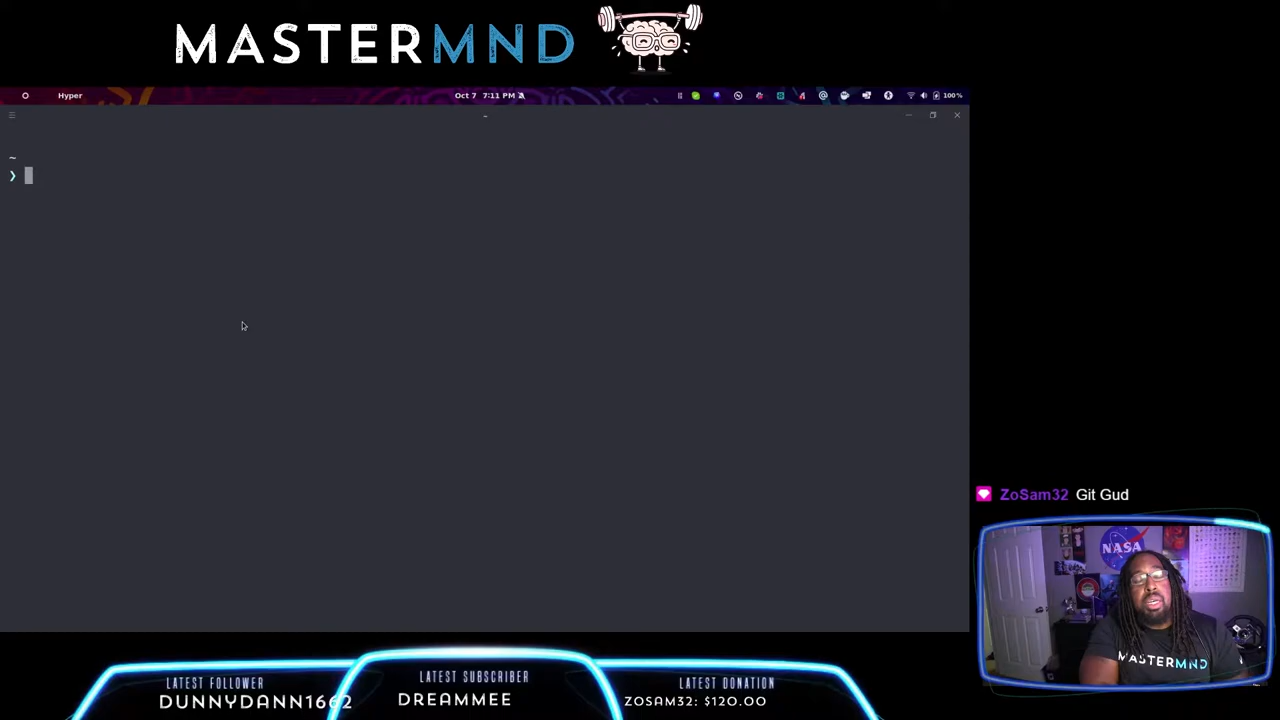 MASTERMND
Hyper
Oct 7 7:11 PM
100%
~
~
❯
ZoSam32 Git Gud
NASA
MASTERMND
LATEST FOLLOWER
DUNNYDANN1662
LATEST SUBSCRIBER
DREAMMEE
LATEST DONATION
ZOSAM32: $120.00